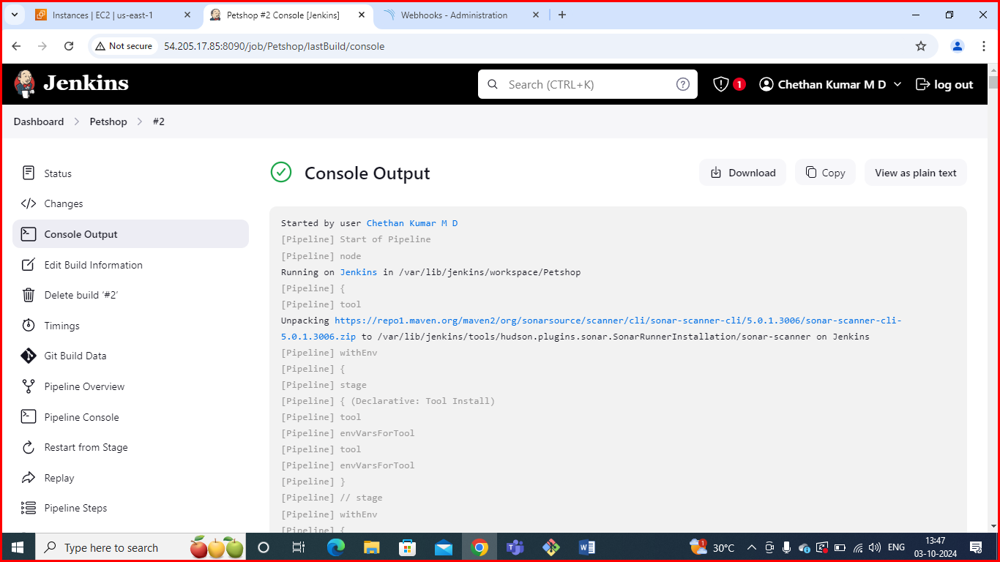 Instances | EC2 | us-east-1
Petshop #2 Console [Jenkins]
Webhooks - Administration
Not secure
54.205.17.85:8090/job/Petshop/lastBuild/console
Jenkins
Search (CTRL+K)
1
Chethan Kumar M D
log out
Dashboard
Petshop
#2
Status
Changes
Console Output
Edit Build Information
Delete build ‘#2’
Timings
Git Build Data
Pipeline Overview
Pipeline Console
Restart from Stage
Replay
Pipeline Steps
Console Output
Download
Copy
View as plain text
Started by user Chethan Kumar M D
[Pipeline] Start of Pipeline
[Pipeline] node
Running on Jenkins in /var/lib/jenkins/workspace/Petshop
[Pipeline] {
[Pipeline] tool
Unpacking https://repo1.maven.org/maven2/org/sonarsource/scanner/cli/sonar-scanner-cli/5.0.1.3006/sonar-scanner-cli-
5.0.1.3006.zip to /var/lib/jenkins/tools/hudson.plugins.sonar.SonarRunnerInstallation/sonar-scanner on Jenkins
[Pipeline] withEnv
[Pipeline] {
[Pipeline] stage
[Pipeline] { (Declarative: Tool Install)
[Pipeline] tool
[Pipeline] envVarsForTool
[Pipeline] tool
[Pipeline] envVarsForTool
[Pipeline] }
[Pipeline] // stage
[Pipeline] withEnv
[Pipeline] {
Type here to search
1
30°C
ENG
13:47
03-10-2024